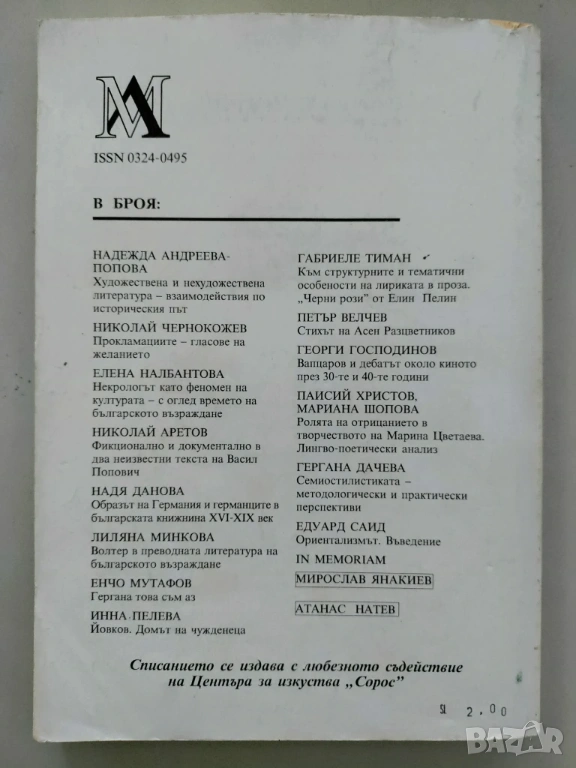 МА
ISSN 0324-0495
В БРОЯ:
НАДЕЖДА АНДРЕЕВА-
ПОПОВА
Художествена и нехудожествена
литература – взаимодействия по
историческия път
НИКОЛАЙ ЧЕРНОКОЖЕВ
Прокламациите – гласове на
желанието
ЕЛЕНА НАЛБАНТОВА
Некрологът като феномен на
културата – с оглед времето на
българското възраждане
НИКОЛАЙ АРЕТОВ
Фикционално и документално в
два неизвестни текста на Васил
Попович
НАДЯ ДАНОВА
Образът на Германия и германците в
българската книжнина XVI-XIX век
ЛИЛЯНА МИНКОВА
Волтер в преводната литература на
българското възраждане
ЕНЧО МУТАФОВ
Гергана това съм аз
ИННА ПЕЛЕВА
Йовков. Домът на чужденеца
ГАБРИЕЛЕ ТИМАН
Към структурните и тематични
особености на лириката в проза.
„Черни рози" от Елин Пелин
ПЕТЪР ВЕЛЧЕВ
Стихът на Асен Разцветников
ГЕОРГИ ГОСПОДИНОВ
Вапцаров и дебатът около киното
през 30-те и 40-те години
ПАИСИЙ ХРИСТОВ,
МАРИАНА ШОПОВА
Ролята на отрицанието в
творчеството на Марина Цветаева.
Лингво-поетически анализ
ГЕРГАНА ДАЧЕВА
Семиостилистиката –
методологически и практически
перспективи
ЕДУАРД САИД
Ориентализмът. Въведение
IN MEMORIAM
МИРОСЛАВ ЯНАКИЕВ
АТАНАС НАТЕВ
Списанието се издава с любезното съдействие
на Центъра за изкуства „Сорос"
2.00
BAZAR